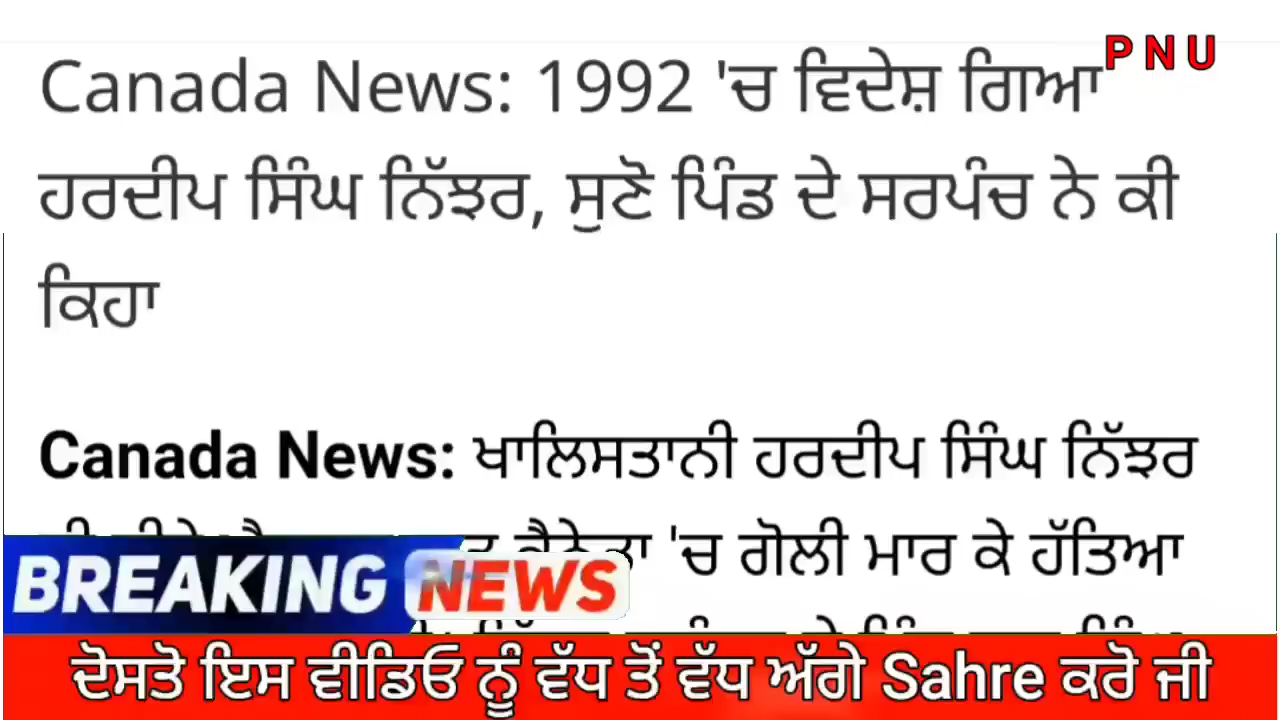 PNU
Canada News: 1992 'ਚ ਵਿਦੇਸ਼ ਗਿਆ
ਹਰਦੀਪ ਸਿੰਘ ਨਿੱਝਰ, ਸੁਣੋ ਪਿੰਡ ਦੇ ਸਰਪੰਚ ਨੇ ਕੀ
ਕਿਹਾ
Canada News: ਖਾਲਿਸਤਾਨੀ ਹਰਦੀਪ ਸਿੰਘ ਨਿੱਝਰ
'ਚ ਗੋਲੀ ਮਾਰ ਕੇ ਹੱਤਿਆ
BREAKING NEWS
ਦੋਸਤੋ ਇਸ ਵੀਡਿਓ ਨੂੰ ਵੱਧ ਤੋਂ ਵੱਧ ਅੱਗੇ Sahre ਕਰੋ ਜੀ